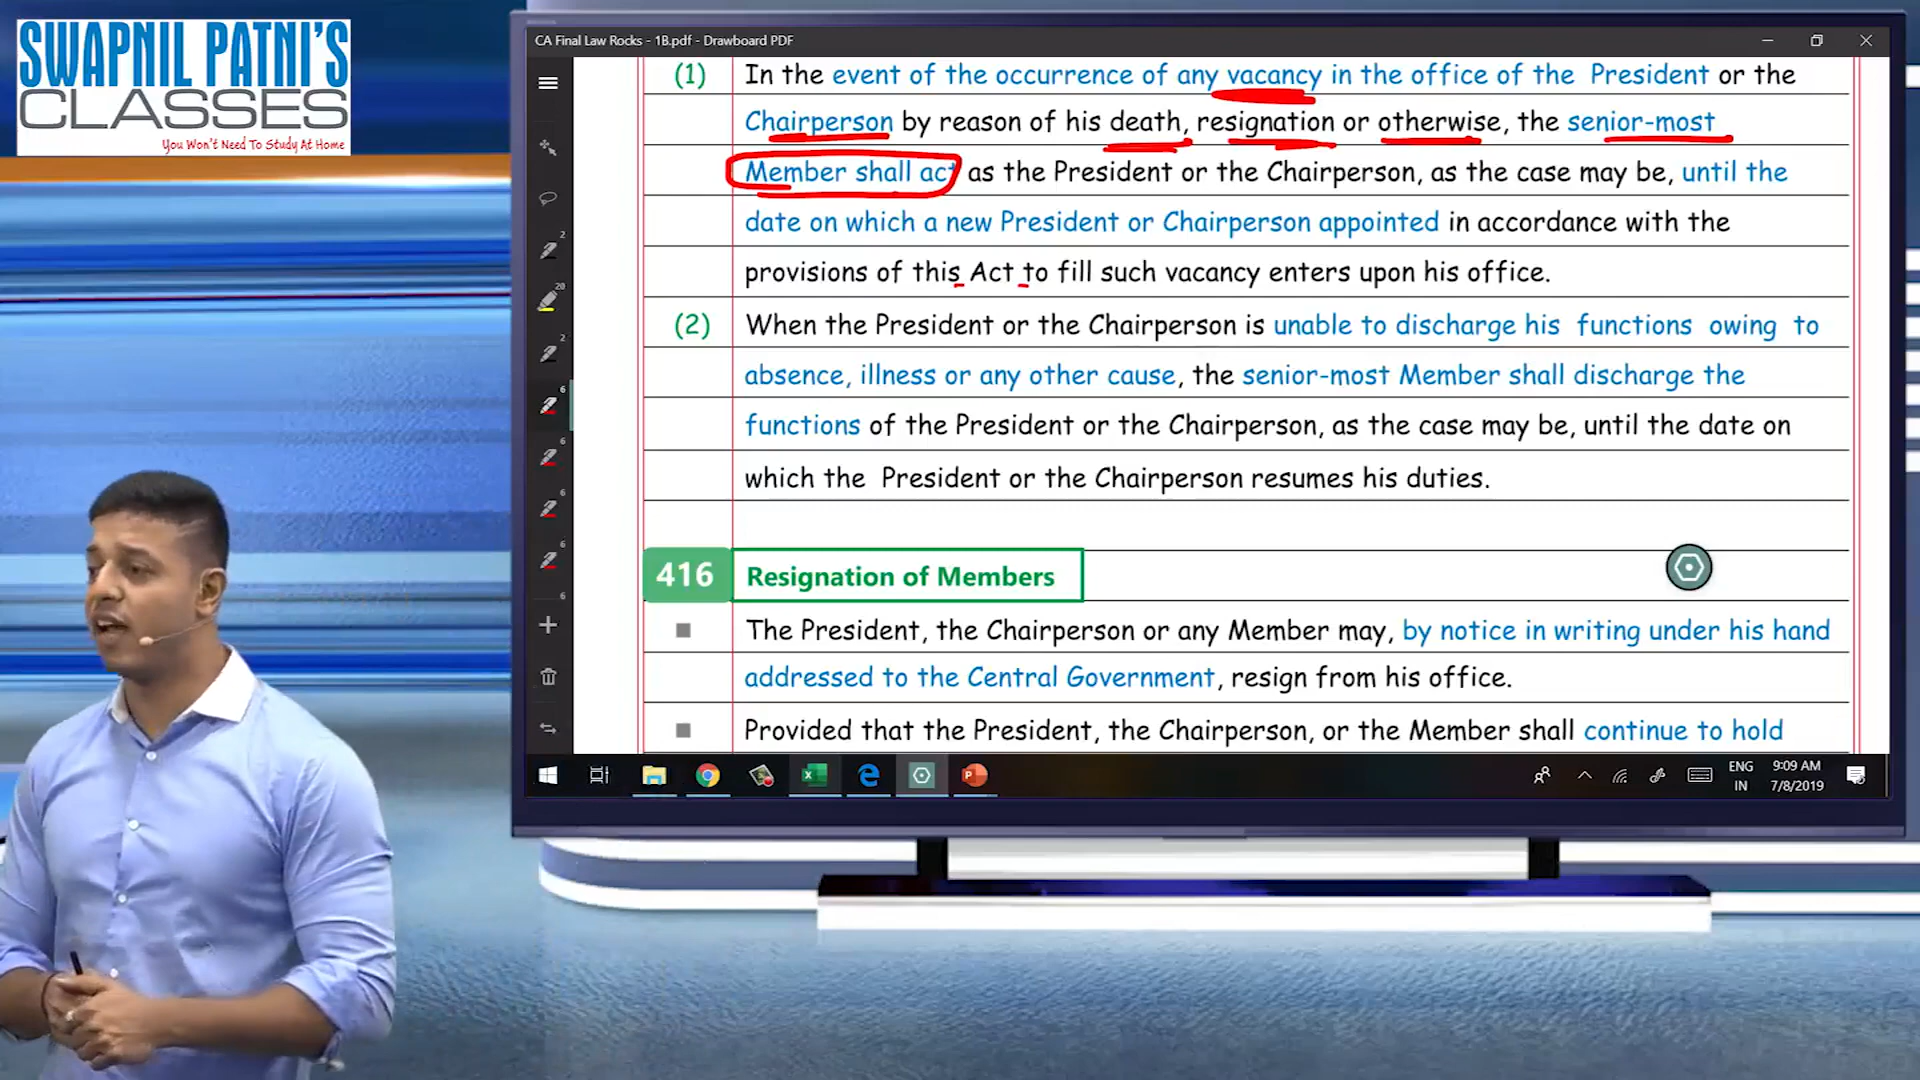 SWAPNIL PATNI'S
CLASSES
You Won't Need To Study At Home
CA Final Law Rocks - 1B.pdf - Drawboard PDF
(1) In the event of the occurrence of any vacancy in the office of the President or the
Chairperson by reason of his death, resignation or otherwise, the senior-most
Member shall act as the President or the Chairperson, as the case may be, until the
date on which a new President or Chairperson appointed in accordance with the
provisions of this Act to fill such vacancy enters upon his office.
(2) When the President or the Chairperson is unable to discharge his functions owing to
absence, illness or any other cause, the senior-most Member shall discharge the
functions of the President or the Chairperson, as the case may be, until the date on
which the President or the Chairperson resumes his duties.
416 Resignation of Members
The President, the Chairperson or any Member may, by notice in writing under his hand
addressed to the Central Government, resign from his office.
Provided that the President, the Chairperson, or the Member shall continue to hold
2
20
2
6
6
6
6
6
ENG
IN
9:09 AM
7/8/2019